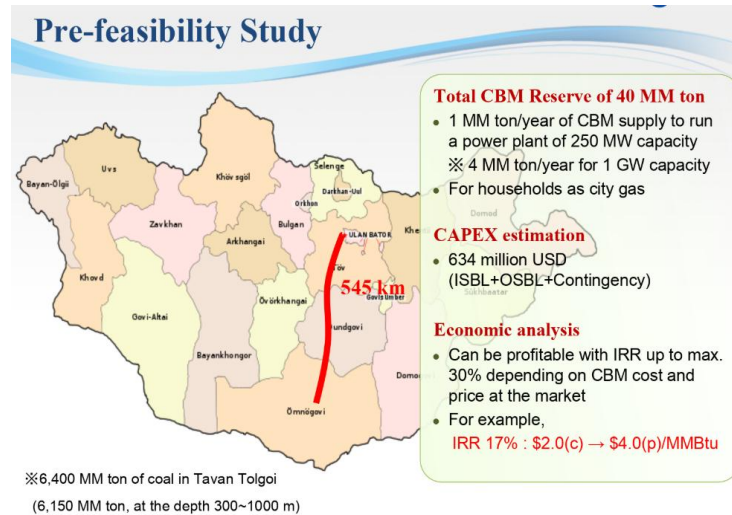 Pre-feasibility Study
Total CBM Reserve of 40 MM ton
• 1 MM ton/year of CBM supply to run
a power plant of 250 MW capacity
※ 4 MM ton/year for 1 GW capacity
• For households as city gas
CAPEX estimation
• 634 million USD
(ISBL+OSBL+Contingency)
Economic analysis
• Can be profitable with IRR up to max.
30% depending on CBM cost and
price at the market
• For example,
IRR 17% : $2.0(c) → $4.0(p)/MMBtu
Uvs
Bayan-Ölgii
Khövsgöl
Selenge
Darkhan-Uul
Orkhon
Zavkhan
Bulgan
Arkhangai
ULAN BATOR
Töv
Khovd
Govi-Altai
Övörkhangai
545 km
Govisümber
Sükhbaatar
Bayankhongor
Ömnögovi
※6,400 MM ton of coal in Tavan Tolgoi
(6,150 MM ton, at the depth 300~1000 m)